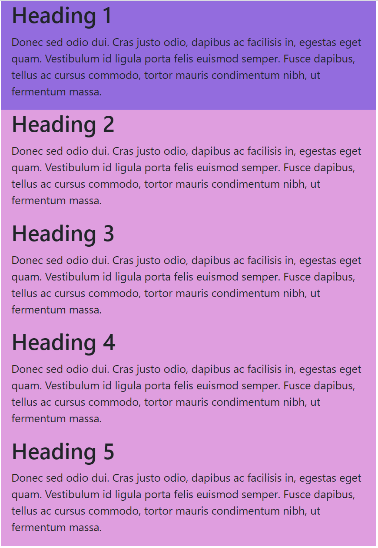 Heading 1
Donec sed odio dui. Cras justo odio, dapibus ac facilisis in, egestas eget
quam. Vestibulum id ligula porta felis euismod semper. Fusce dapibus,
tellus ac cursus commodo, tortor mauris condimentum nibh, ut
fermentum massa.
Heading 2
Donec sed odio dui. Cras justo odio, dapibus ac facilisis in, egestas eget
quam. Vestibulum id ligula porta felis euismod semper. Fusce dapibus,
tellus ac cursus commodo, tortor mauris condimentum nibh, ut
fermentum massa.
Heading 3
Donec sed odio dui. Cras justo odio, dapibus ac facilisis in, egestas eget
quam. Vestibulum id ligula porta felis euismod semper. Fusce dapibus,
tellus ac cursus commodo, tortor mauris condimentum nibh, ut
fermentum massa.
Heading 4
Donec sed odio dui. Cras justo odio, dapibus ac facilisis in, egestas eget
quam. Vestibulum id ligula porta felis euismod semper. Fusce dapibus,
tellus ac cursus commodo, tortor mauris condimentum nibh, ut
fermentum massa.
Heading 5
Donec sed odio dui. Cras justo odio, dapibus ac facilisis in, egestas eget
quam. Vestibulum id ligula porta felis euismod semper. Fusce dapibus,
tellus ac cursus commodo, tortor mauris condimentum nibh, ut
fermentum massa.